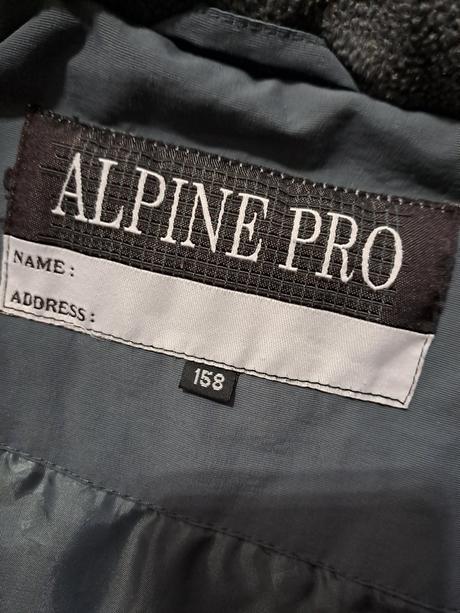 ALPINE PRO
NAME:
ADDRESS:
158